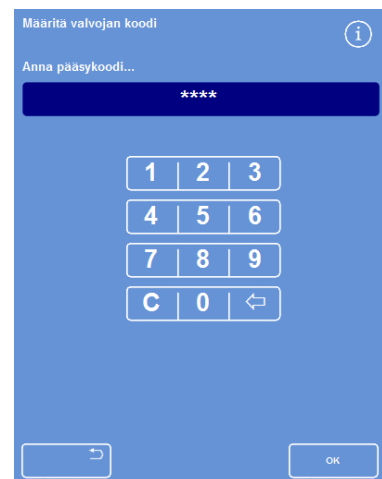 Määritä valvojan koodi
i
Anna pääsykoodi...
****
1 2 3
4 5 6
7 8 9
C 0
OK